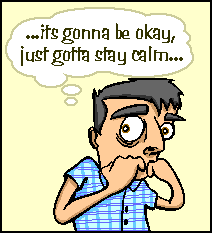 ...its gonna be okay,
just gotta stay calm...